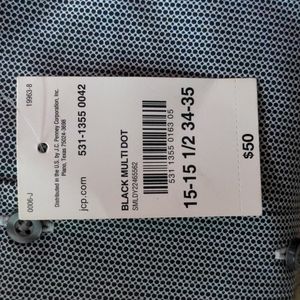 19963-8
0006-J
Distributed in the U.S. by J.C. Penney Corporation, Inc.
Plano, Texas 75024-3698
531-1355 0042
jcp.com
BLACK MULTI DOT
SMLDY22465562
531 1355 0163 05
15-15 1/2 34-35
$50